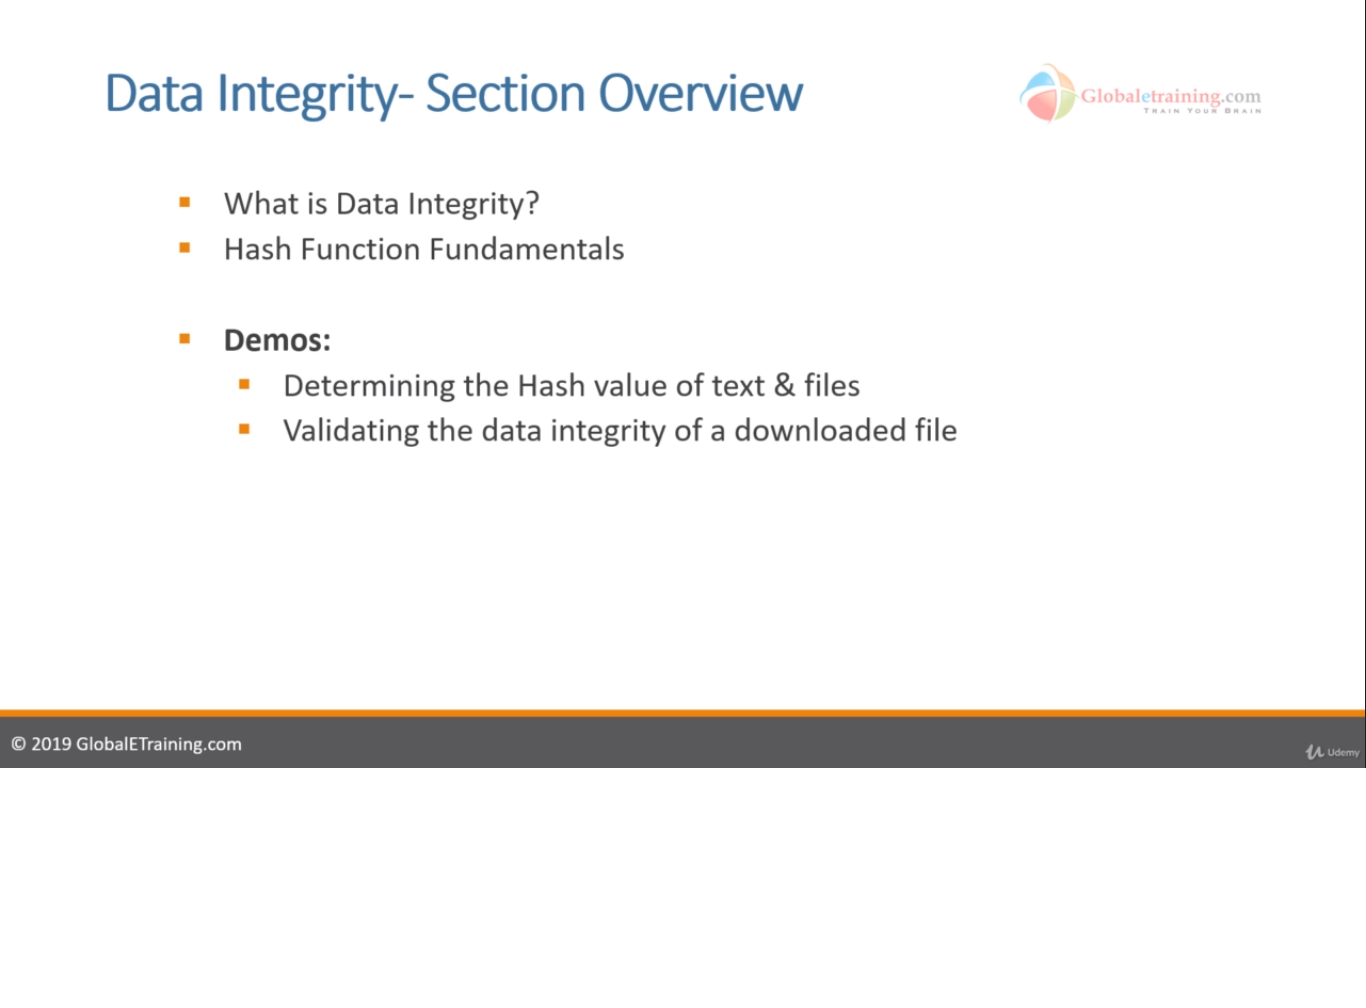 Data Integrity- Section Overview
Globaletraining.com
TRAIN YOUR BRAIN
▪ What is Data Integrity?
▪ Hash Function Fundamentals
▪ Demos:
▪ Determining the Hash value of text & files
▪ Validating the data integrity of a downloaded file
© 2019 GlobalETraining.com
Udemy